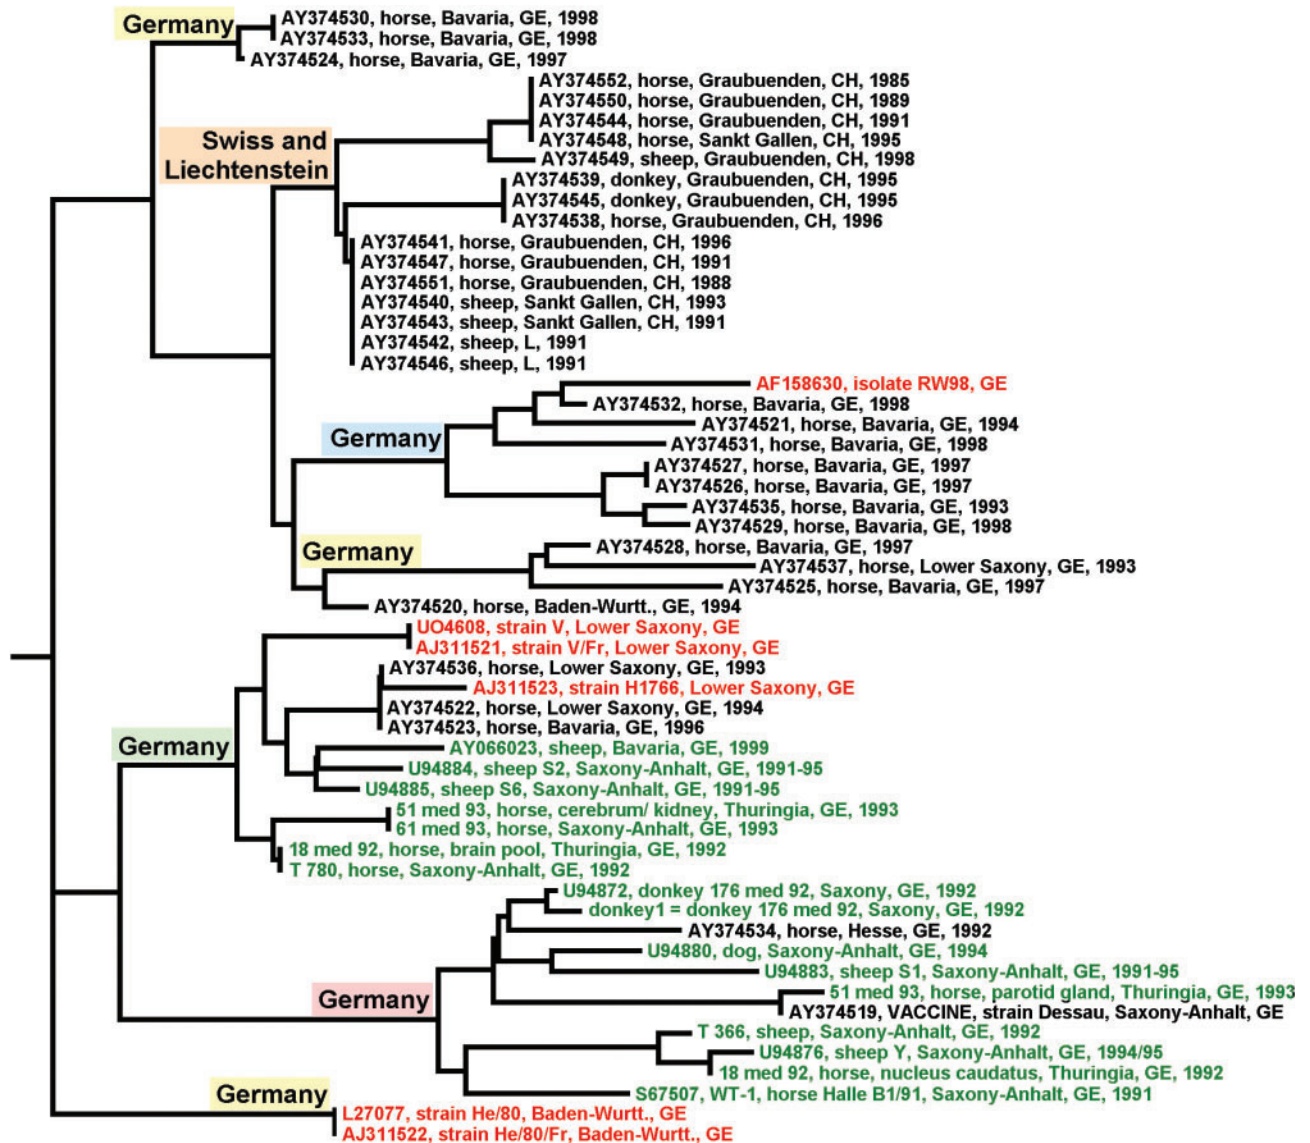 Germany
AY374530, horse, Bavaria, GE, 1998
AY374533, horse, Bavaria, GE, 1998
AY374524, horse, Bavaria, GE, 1997
AY374552, horse, Graubuenden, CH, 1985
AY374550, horse, Graubuenden, CH, 1989
AY374544, horse, Graubuenden, CH, 1991
Swiss and
Liechtenstein
AY374548, horse, Sankt Gallen, CH, 1995
AY374549, sheep, Graubuenden, CH, 1998
AY374539, donkey, Graubuenden, CH, 1995
AY374545, donkey, Graubuenden, CH, 1995
AY374538, horse, Graubuenden, CH, 1996
AY374541, horse, Graubuenden, CH, 1996
AY374547, horse, Graubuenden, CH, 1991
AY374551, horse, Graubuenden, CH, 1988
AY374540, sheep, Sankt Gallen, CH, 1993
AY374543, sheep, Sankt Gallen, CH, 1991
AY374542, sheep, L, 1991
AY374546, sheep, L, 1991
AF158630, isolate RW98, GE
AY374532, horse, Bavaria, GE, 1998
AY374521, horse, Bavaria, GE, 1994
Germany
AY374531, horse, Bavaria, GE, 1998
AY374527, horse, Bavaria, GE, 1997
AY374526, horse, Bavaria, GE, 1997
AY374535, horse, Bavaria, GE, 1993
AY374529, horse, Bavaria, GE, 1998
Germany
AY374528, horse, Bavaria, GE, 1997
AY374537, horse, Lower Saxony, GE, 1993
AY374525, horse, Bavaria, GE, 1997
AY374520, horse, Baden-Wurtt., GE, 1994
UO4608, strain V, Lower Saxony, GE
AJ311521, strain V/Fr, Lower Saxony, GE
AY374536, horse, Lower Saxony, GE, 1993
AJ311523, strain H1766, Lower Saxony, GE
AY374522, horse, Lower Saxony, GE, 1994
AY374523, horse, Bavaria, GE, 1996
Germany
AY066023, sheep, Bavaria, GE, 1999
U94884, sheep S2, Saxony-Anhalt, GE, 1991-95
U94885, sheep S6, Saxony-Anhalt, GE, 1991-95
51 med 93, horse, cerebrum/ kidney, Thuringia, GE, 1993
61 med 93, horse, Saxony-Anhalt, GE, 1993
18 med 92, horse, brain pool, Thuringia, GE, 1992
T 780, horse, Saxony-Anhalt, GE, 1992
U94872, donkey 176 med 92, Saxony, GE, 1992
donkey1 = donkey 176 med 92, Saxony, GE, 1992
AY374534, horse, Hesse, GE, 1992
U94880, dog, Saxony-Anhalt, GE, 1994
U94883, sheep S1, Saxony-Anhalt, GE, 1991-95
Germany
51 med 93, horse, parotid gland, Thuringia, GE, 1993
AY374519, VACCINE, strain Dessau, Saxony-Anhalt, GE
T 366, sheep, Saxony-Anhalt, GE, 1992
U94876, sheep Y, Saxony-Anhalt, GE, 1994/95
18 med 92, horse, nucleus caudatus, Thuringia, GE, 1992
Germany
S67507, WT-1, horse Halle B1/91, Saxony-Anhalt, GE, 1991
L27077, strain He/80, Baden-Wurtt., GE
AJ311522, strain He/80/Fr, Baden-Wurtt., GE